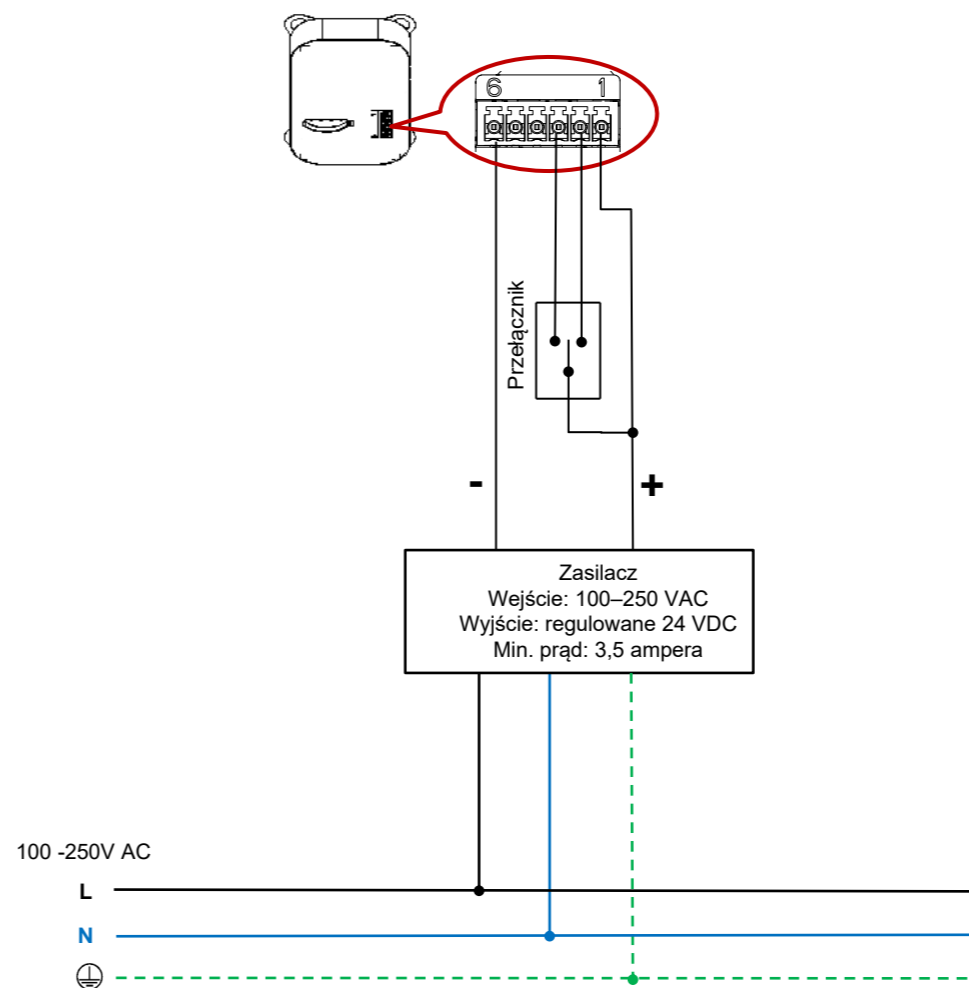 6 1
Przełącznik
- +
Zasilacz
Wejście: 100–250 VAC
Wyjście: regulowane 24 VDC
Min. prąd: 3,5 ampera
100 -250V AC
L
N